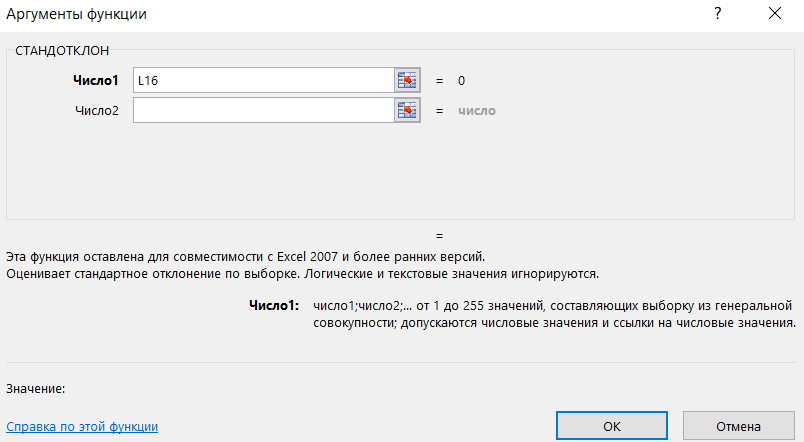 Аргументы функции
?
СТАНДОТКЛОН
Число1 L16 = 0
Число2 = число
=
Эта функция оставлена для совместимости с Excel 2007 и более ранних версий.
Оценивает стандартное отклонение по выборке. Логические и текстовые значения игнорируются.
Число1: число1;число2;... от 1 до 255 значений, составляющих выборку из генеральной
совокупности; допускаются числовые значения и ссылки на числовые значения.
Значение:
Справка по этой функции
ОК
Отмена